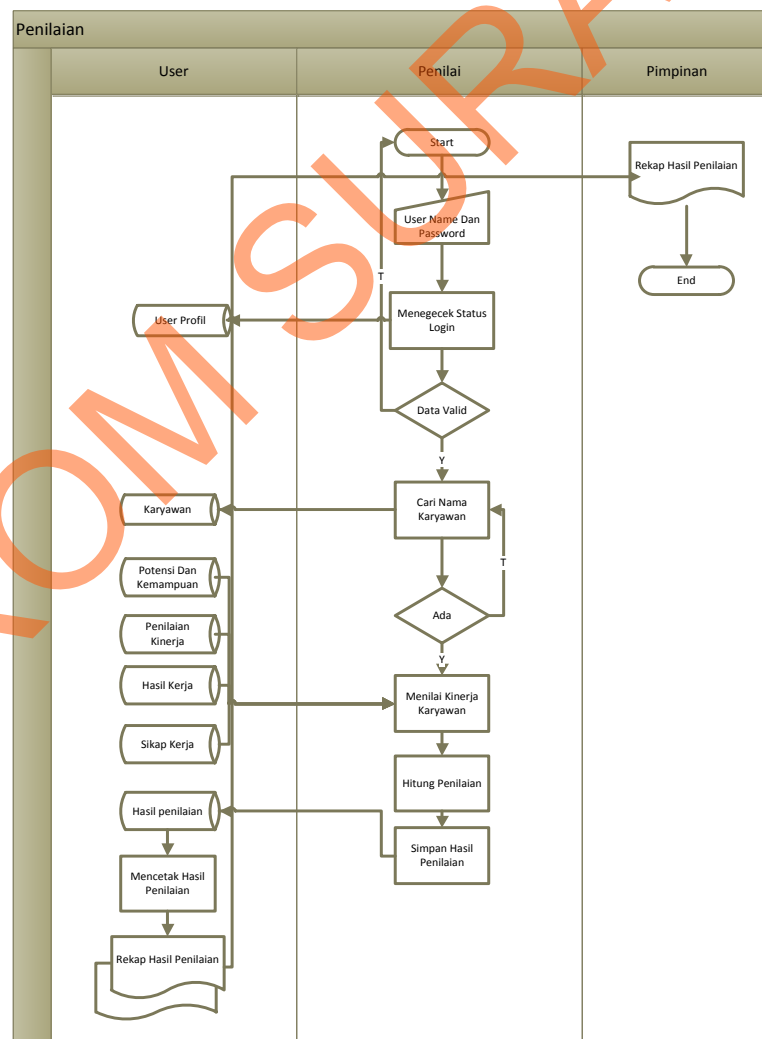 Penilaian
User
Penilai
Pimpinan
Start
User Name Dan
Password
Menegecek Status
Login
User Profil
T
Data Valid
Y
Cari Nama
Karyawan
Karyawan
T
Ada
Y
Potensi Dan
Kemampuan
Penilaian
Kinerja
Hasil Kerja
Sikap Kerja
Menilai Kinerja
Karyawan
Hitung Penilaian
Simpan Hasil
Penilaian
Hasil penilaian
Mencetak Hasil
Penilaian
Rekap Hasil Penilaian
Rekap Hasil Penilaian
End
OM SURA